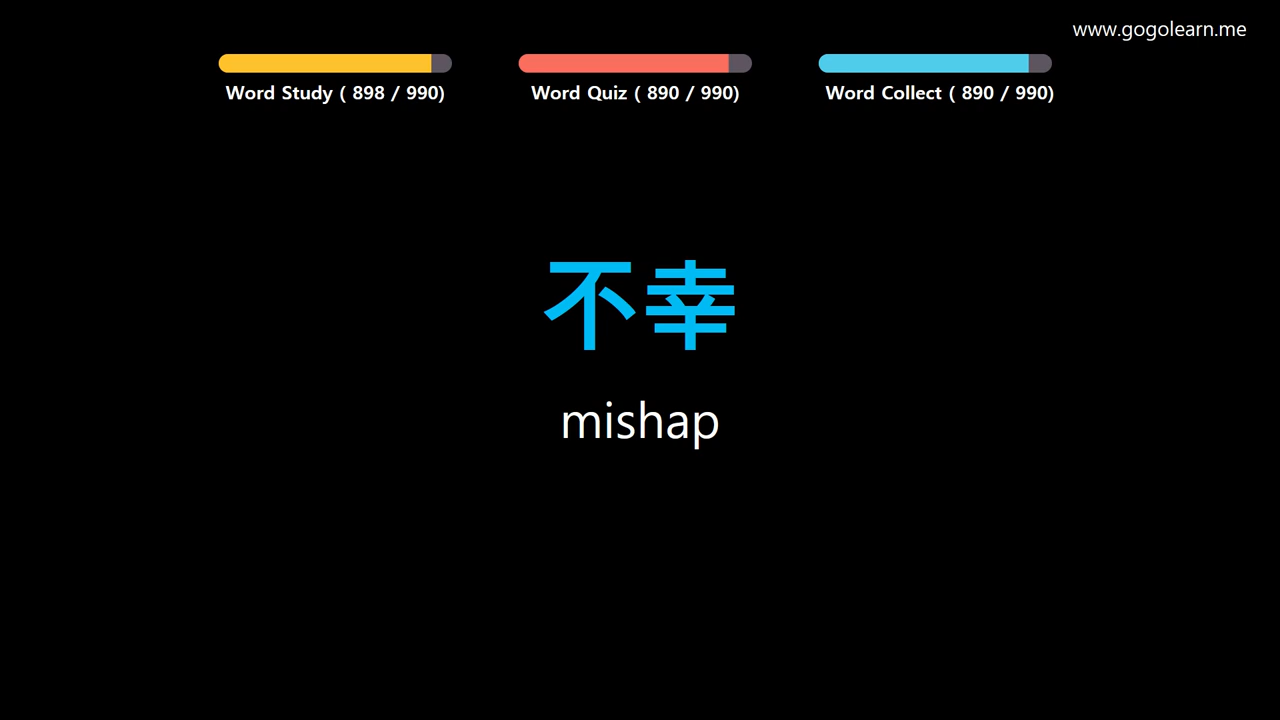 www.gogolearn.me
Word Study ( 898 / 990)
Word Quiz ( 890 / 990)
Word Collect ( 890 / 990)
不幸
mishap